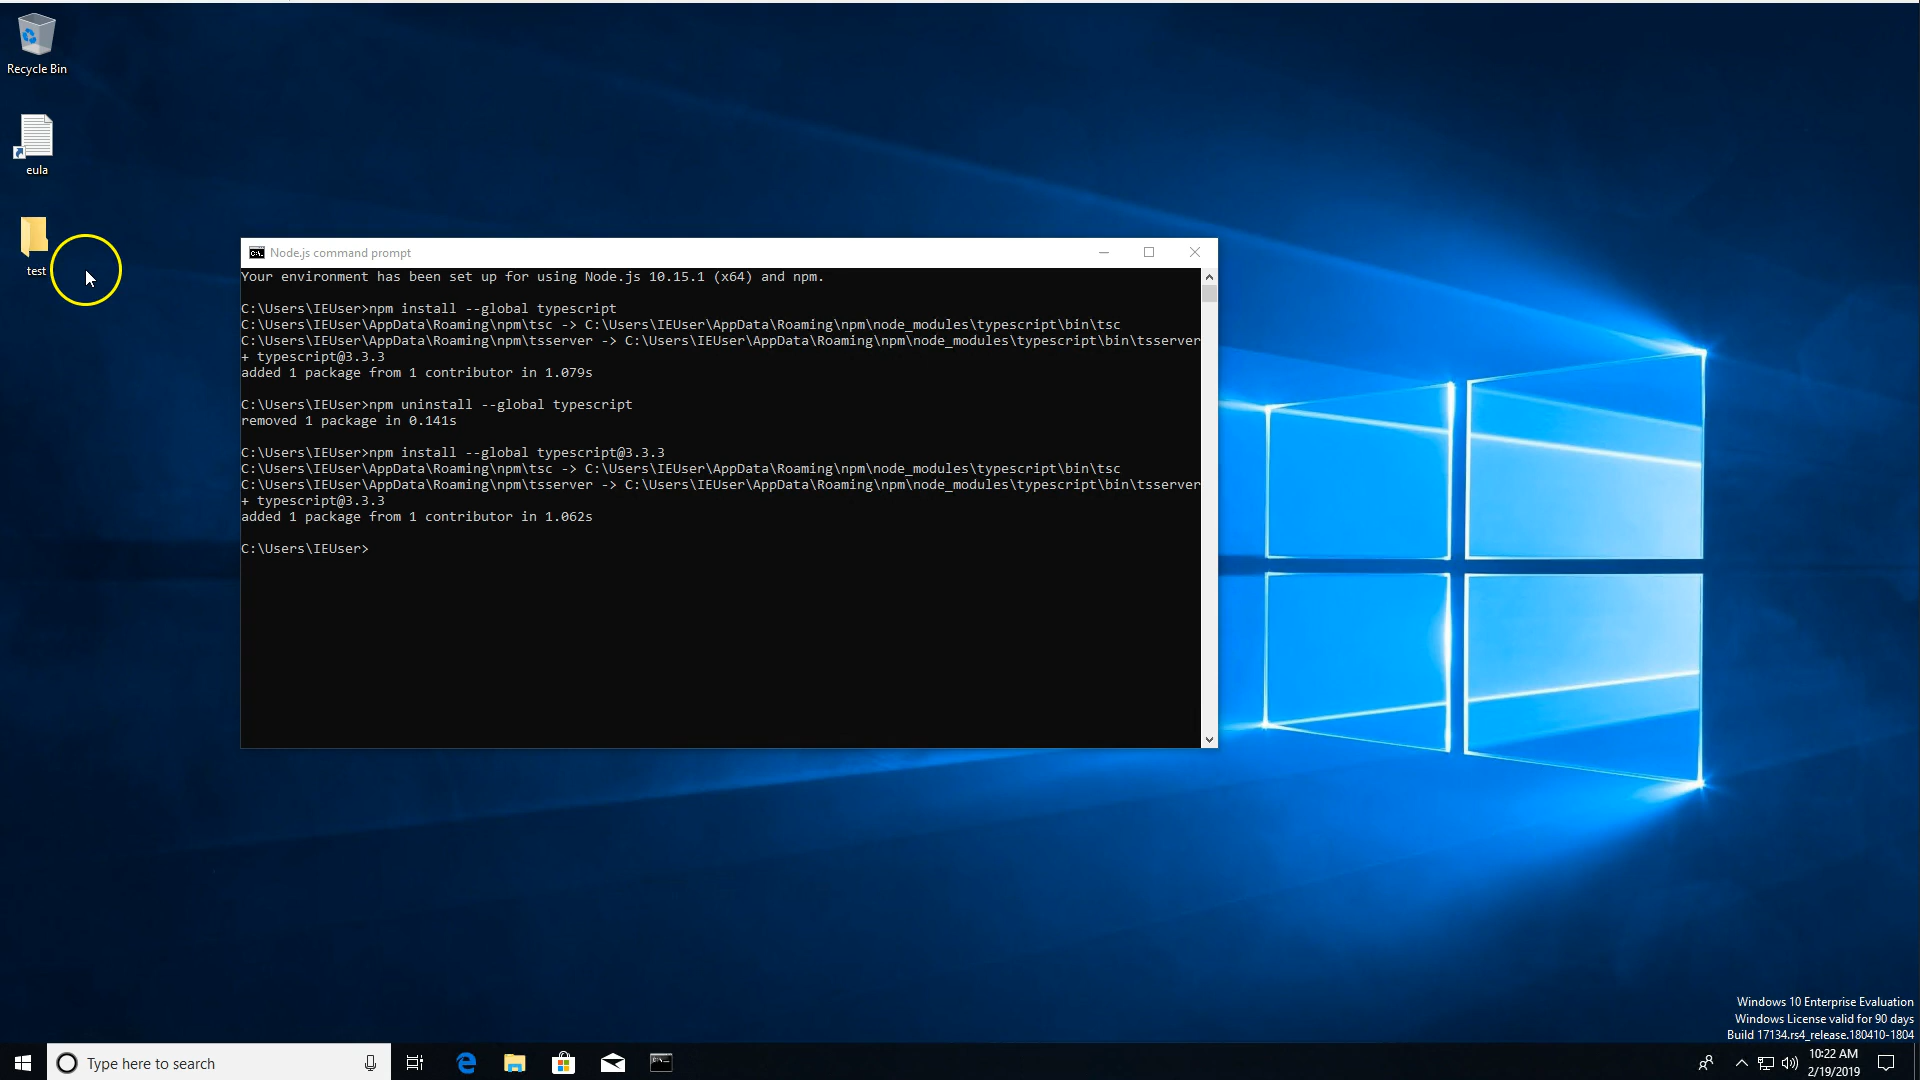 Recycle Bin
eula
test
Node.js command prompt
Your environment has been set up for using Node.js 10.15.1 (x64) and npm.
C:\Users\IEUser>npm install --global typescript
C:\Users\IEUser\AppData\Roaming\npm\tsc -> C:\Users\IEUser\AppData\Roaming\npm\node_modules\typescript\bin\tsc
C:\Users\IEUser\AppData\Roaming\npm\tsserver -> C:\Users\IEUser\AppData\Roaming\npm\node_modules\typescript\bin\tsserver
+ typescript@3.3.3
added 1 package from 1 contributor in 1.079s
C:\Users\IEUser>npm uninstall --global typescript
removed 1 package in 0.141s
C:\Users\IEUser>npm install --global typescript@3.3.3
C:\Users\IEUser\AppData\Roaming\npm\tsc -> C:\Users\IEUser\AppData\Roaming\npm\node_modules\typescript\bin\tsc
C:\Users\IEUser\AppData\Roaming\npm\tsserver -> C:\Users\IEUser\AppData\Roaming\npm\node_modules\typescript\bin\tsserver
+ typescript@3.3.3
added 1 package from 1 contributor in 1.062s
C:\Users\IEUser>
Windows 10 Enterprise Evaluation
Windows License valid for 90 days
Build 17134.rs4_release.180410-1804
Type here to search
10:22 AM
2/19/2019